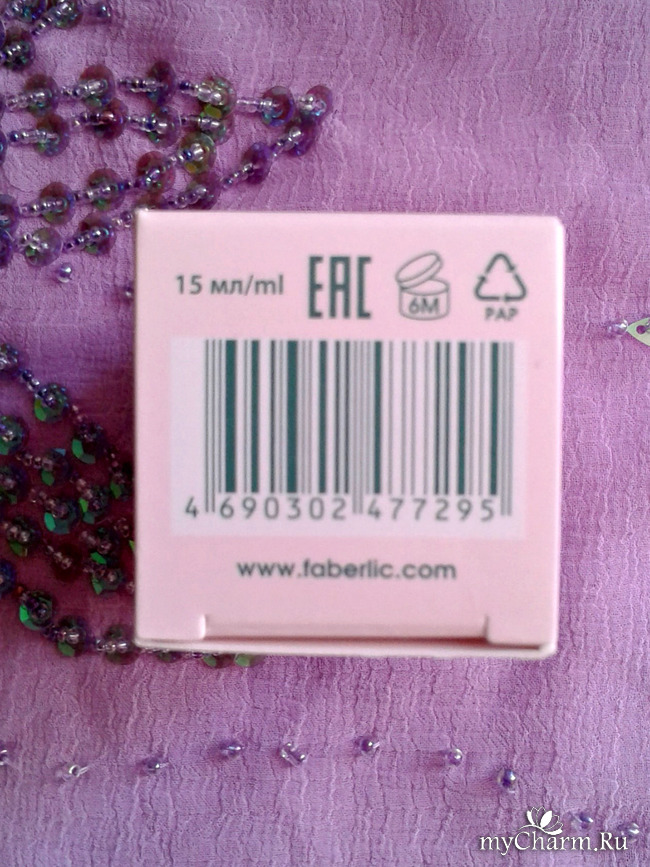 15 мл/ml EAC 6M
PAP
4 690302 477295
www.faberlic.com
myCharm.Ru